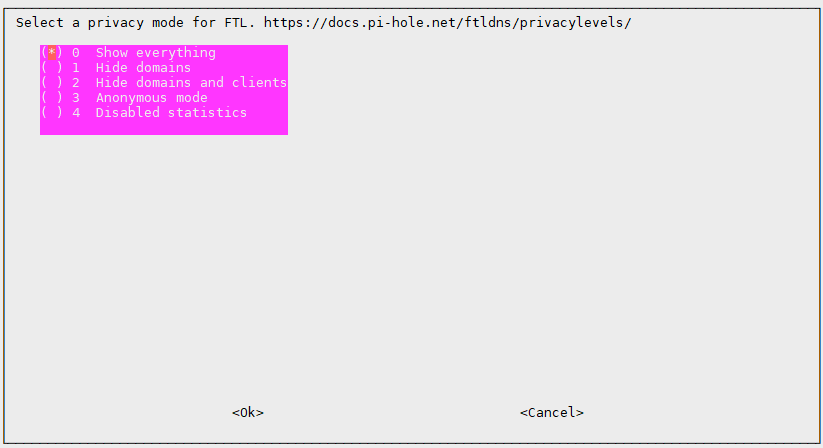 Select a privacy mode for FTL. https://docs.pi-hole.net/ftldns/privacylevels/
(*) 0  Show everything
( ) 1  Hide domains
( ) 2  Hide domains and clients
( ) 3  Anonymous mode
( ) 4  Disabled statistics
<Ok> <Cancel>